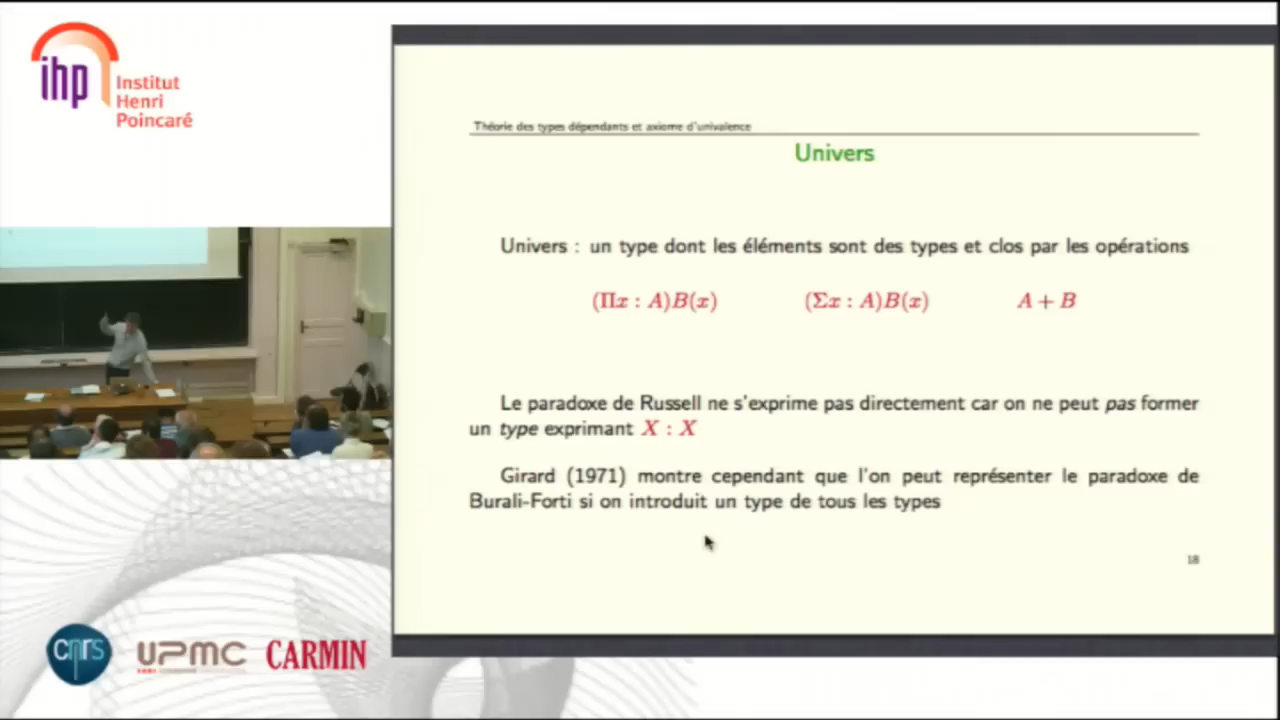 ihp
Institut
Henri
Poincaré
Théorie des types dépendants et axiome d'univalence
Univers
Univers : un type dont les éléments sont des types et clos par les opérations
(Πx : A)B(x) (Σx : A)B(x) A + B
Le paradoxe de Russell ne s'exprime pas directement car on ne peut pas former
un type exprimant X : X
Girard (1971) montre cependant que l'on peut représenter le paradoxe de
Burali-Forti si on introduit un type de tous les types
18
cnrs
UPMC
CARMIN